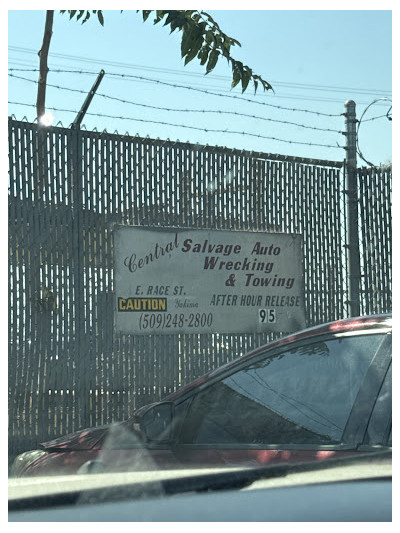 Central Salvage Auto
Wrecking
& Towing
E. RACE ST.
CAUTION Yakima AFTER HOUR RELEASE
(509)248-2800 95